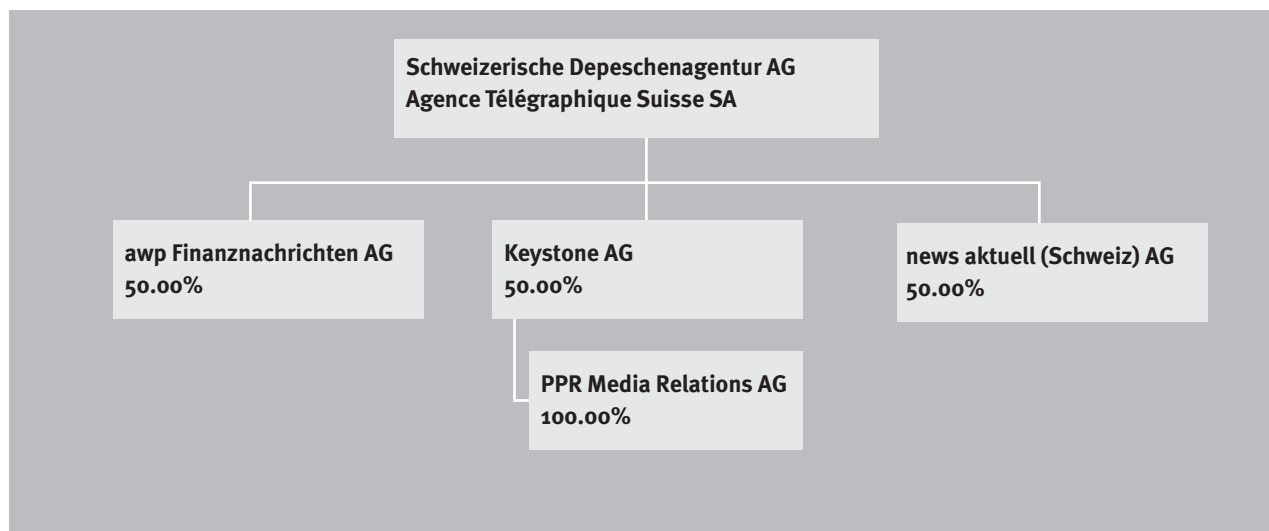 Schweizerische Depeschenagentur AG
Agence Télégraphique Suisse SA
awp Finanznachrichten AG
50.00%
Keystone AG
50.00%
news aktuell (Schweiz) AG
50.00%
PPR Media Relations AG
100.00%